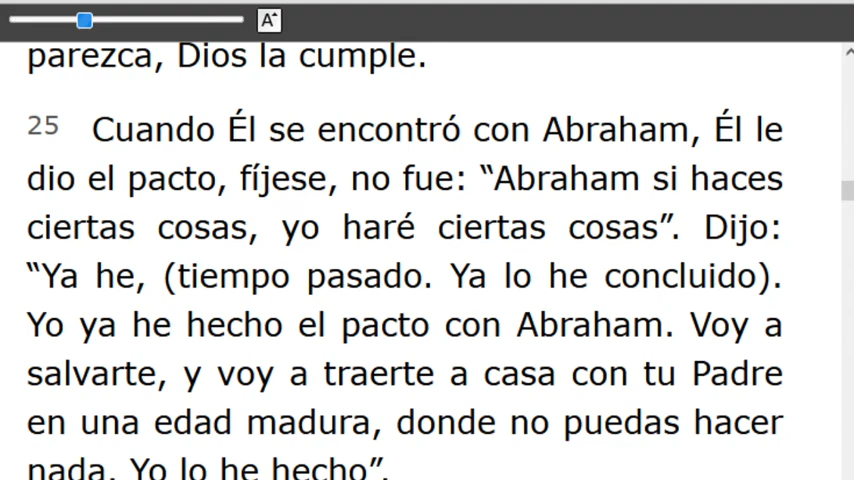 A
parezca, Dios la cumple.
25 Cuando Él se encontró con Abraham, Él le
dio el pacto, fíjese, no fue: “Abraham si haces
ciertas cosas, yo haré ciertas cosas”. Dijo:
“Ya he, (tiempo pasado. Ya lo he concluido).
Yo ya he hecho el pacto con Abraham. Voy a
salvarte, y voy a traerte a casa con tu Padre
en una edad madura, donde no puedas hacer
nada. Yo lo he hecho”.